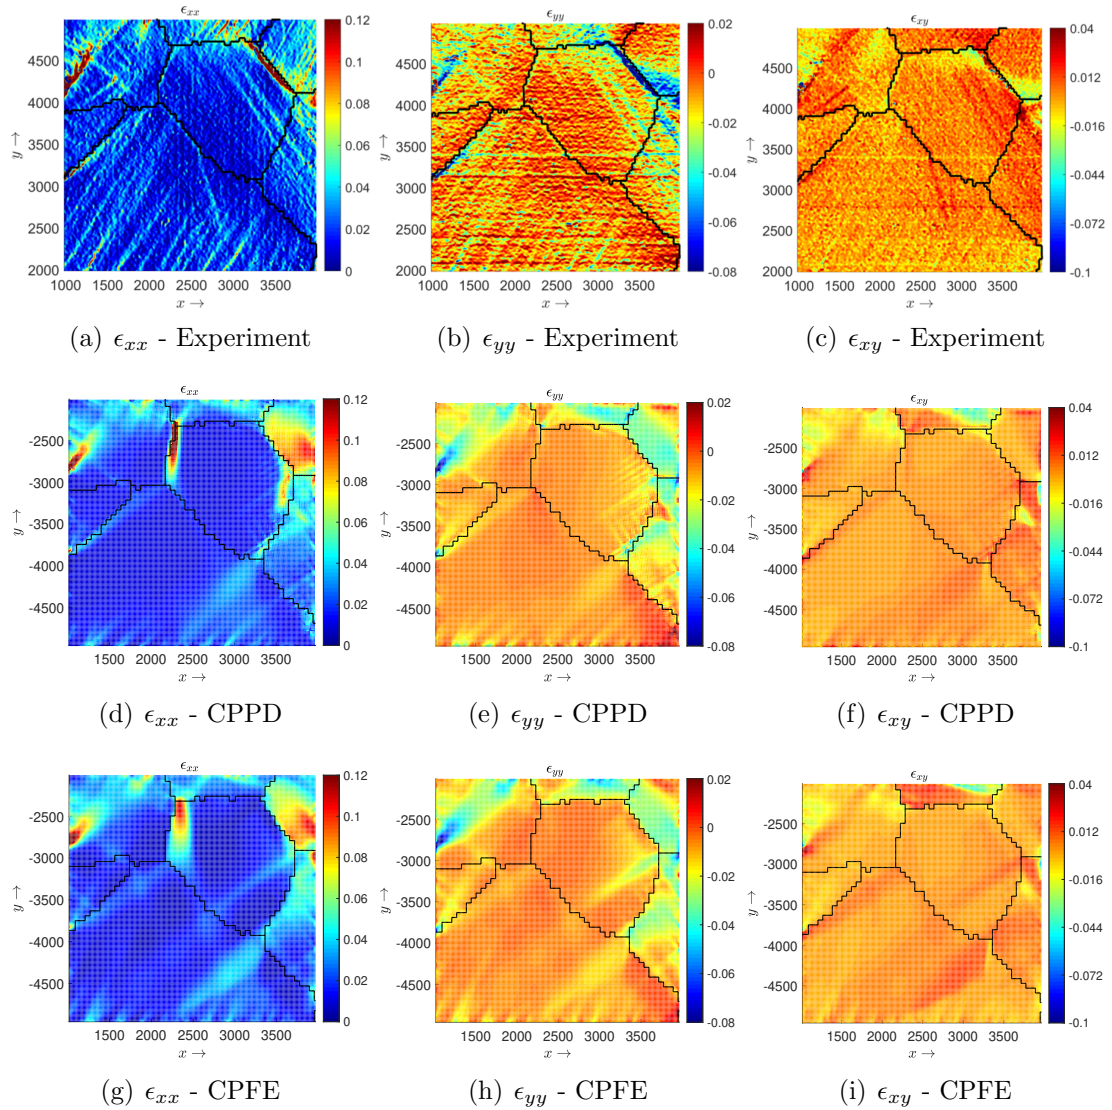 ϵxx
ϵyy
ϵxy
4500
4000
3500
3000
2500
2000
y →
1000 1500 2000 2500 3000 3500
x →
0.12
0.1
0.08
0.06
0.04
0.02
0
4500
4000
3500
3000
2500
2000
y →
1000 1500 2000 2500 3000 3500
x →
0.02
0
-0.02
-0.04
-0.06
-0.08
4500
4000
3500
3000
2500
2000
y →
1000 1500 2000 2500 3000 3500
x →
0.04
0.012
-0.016
-0.044
-0.072
-0.1
(a) ϵxx - Experiment
(b) ϵyy - Experiment
(c) ϵxy - Experiment
ϵxx
ϵyy
ϵxy
-2500
-3000
-3500
-4000
-4500
y →
1500 2000 2500 3000 3500
x →
0.12
0.1
0.08
0.06
0.04
0.02
0
-2500
-3000
-3500
-4000
-4500
y →
1500 2000 2500 3000 3500
x →
0.02
0
-0.02
-0.04
-0.06
-0.08
-2500
-3000
-3500
-4000
-4500
y →
1500 2000 2500 3000 3500
x →
0.04
0.012
-0.016
-0.044
-0.072
-0.1
(d) ϵxx - CPPD
(e) ϵyy - CPPD
(f) ϵxy - CPPD
ϵxx
ϵyy
ϵxy
-2500
-3000
-3500
-4000
-4500
y →
1500 2000 2500 3000 3500
x →
0.12
0.1
0.08
0.06
0.04
0.02
0
-2500
-3000
-3500
-4000
-4500
y →
1500 2000 2500 3000 3500
x →
0.02
0
-0.02
-0.04
-0.06
-0.08
-2500
-3000
-3500
-4000
-4500
y →
1500 2000 2500 3000 3500
x →
0.04
0.012
-0.016
-0.044
-0.072
-0.1
(g) ϵxx - CPFE
(h) ϵyy - CPFE
(i) ϵxy - CPFE